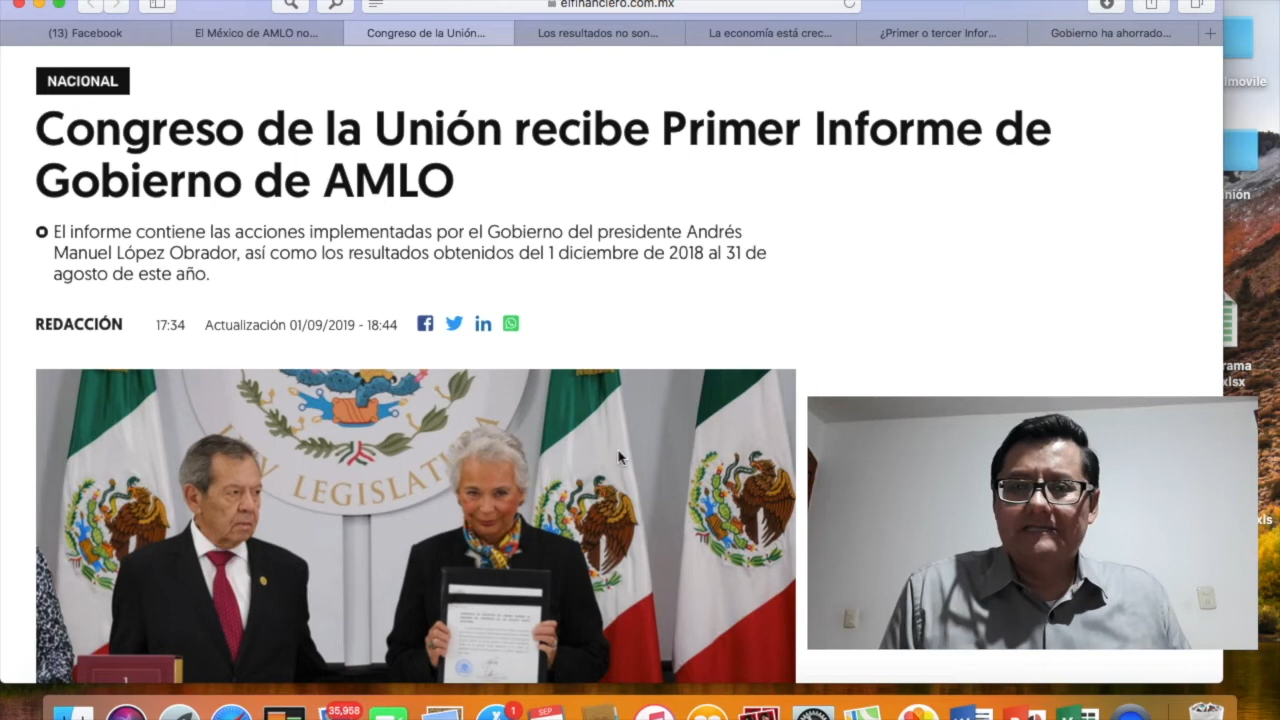 elfinanciero.com.mx
(13) Facebook
El México de AMLO no...
Congreso de la Unión...
Los resultados no son...
La economía está crec...
¿Primer o tercer Infor...
Gobierno ha ahorrado...
NACIONAL
Congreso de la Unión recibe Primer Informe de
Gobierno de AMLO
El informe contiene las acciones implementadas por el Gobierno del presidente Andrés
Manuel López Obrador, así como los resultados obtenidos del 1 diciembre de 2018 al 31 de
agosto de este año.
REDACCIÓN 17:34 Actualización 01/09/2019 - 18:44
LEGISLAT
35,958
1
SEP